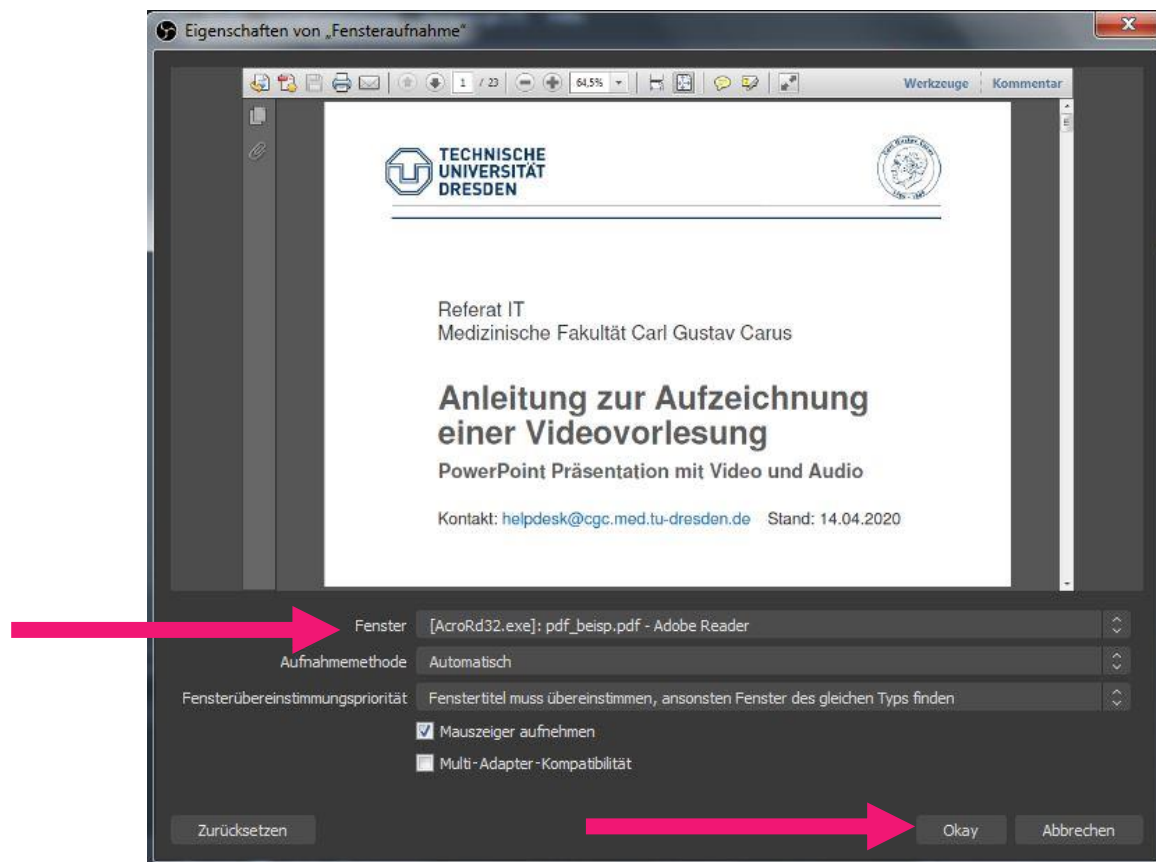 Eigenschaften von „Fensteraufnahme“
1 / 23 64,5% Werkzeuge Kommentar
TECHNISCHE
UNIVERSITÄT
DRESDEN
Referat IT
Medizinische Fakultät Carl Gustav Carus
Anleitung zur Aufzeichnung
einer Videovorlesung
PowerPoint Präsentation mit Video und Audio
Kontakt: helpdesk@cgc.med.tu-dresden.de Stand: 14.04.2020
Fenster [AcroRd32.exe]: pdf_beisp.pdf - Adobe Reader
Aufnahmemethode Automatisch
Fensterübereinstimmungspriorität Fenstertitel muss übereinstimmen, ansonsten Fenster des gleichen Typs finden
Mauszeiger aufnehmen
Multi-Adapter-Kompatibilität
Zurücksetzen Okay Abbrechen